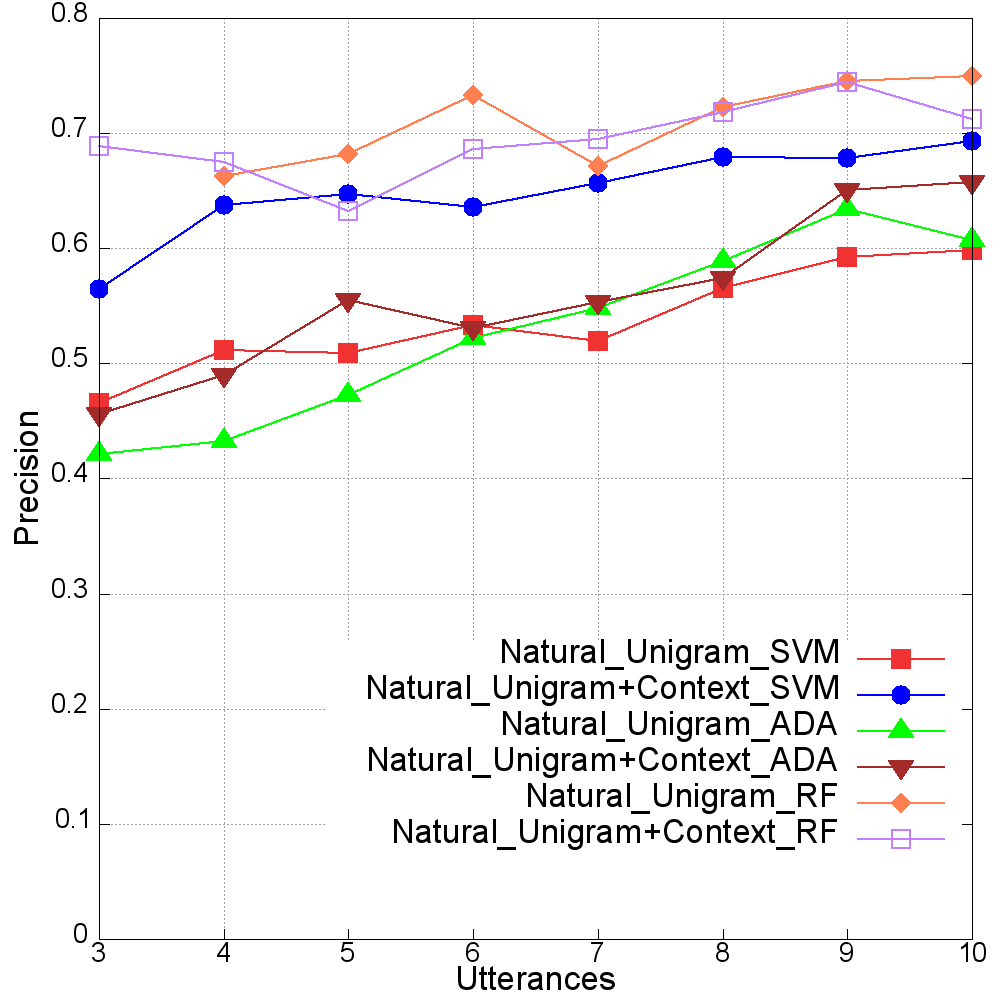 0.8
0.7
0.6
0.5
0.4
0.3
0.2
0.1
0
Precision
Natural_Unigram_SVM
Natural_Unigram+Context_SVM
Natural_Unigram_ADA
Natural_Unigram+Context_ADA
Natural_Unigram_RF
Natural_Unigram+Context_RF
3 4 5 6 7 8 9 10
Utterances